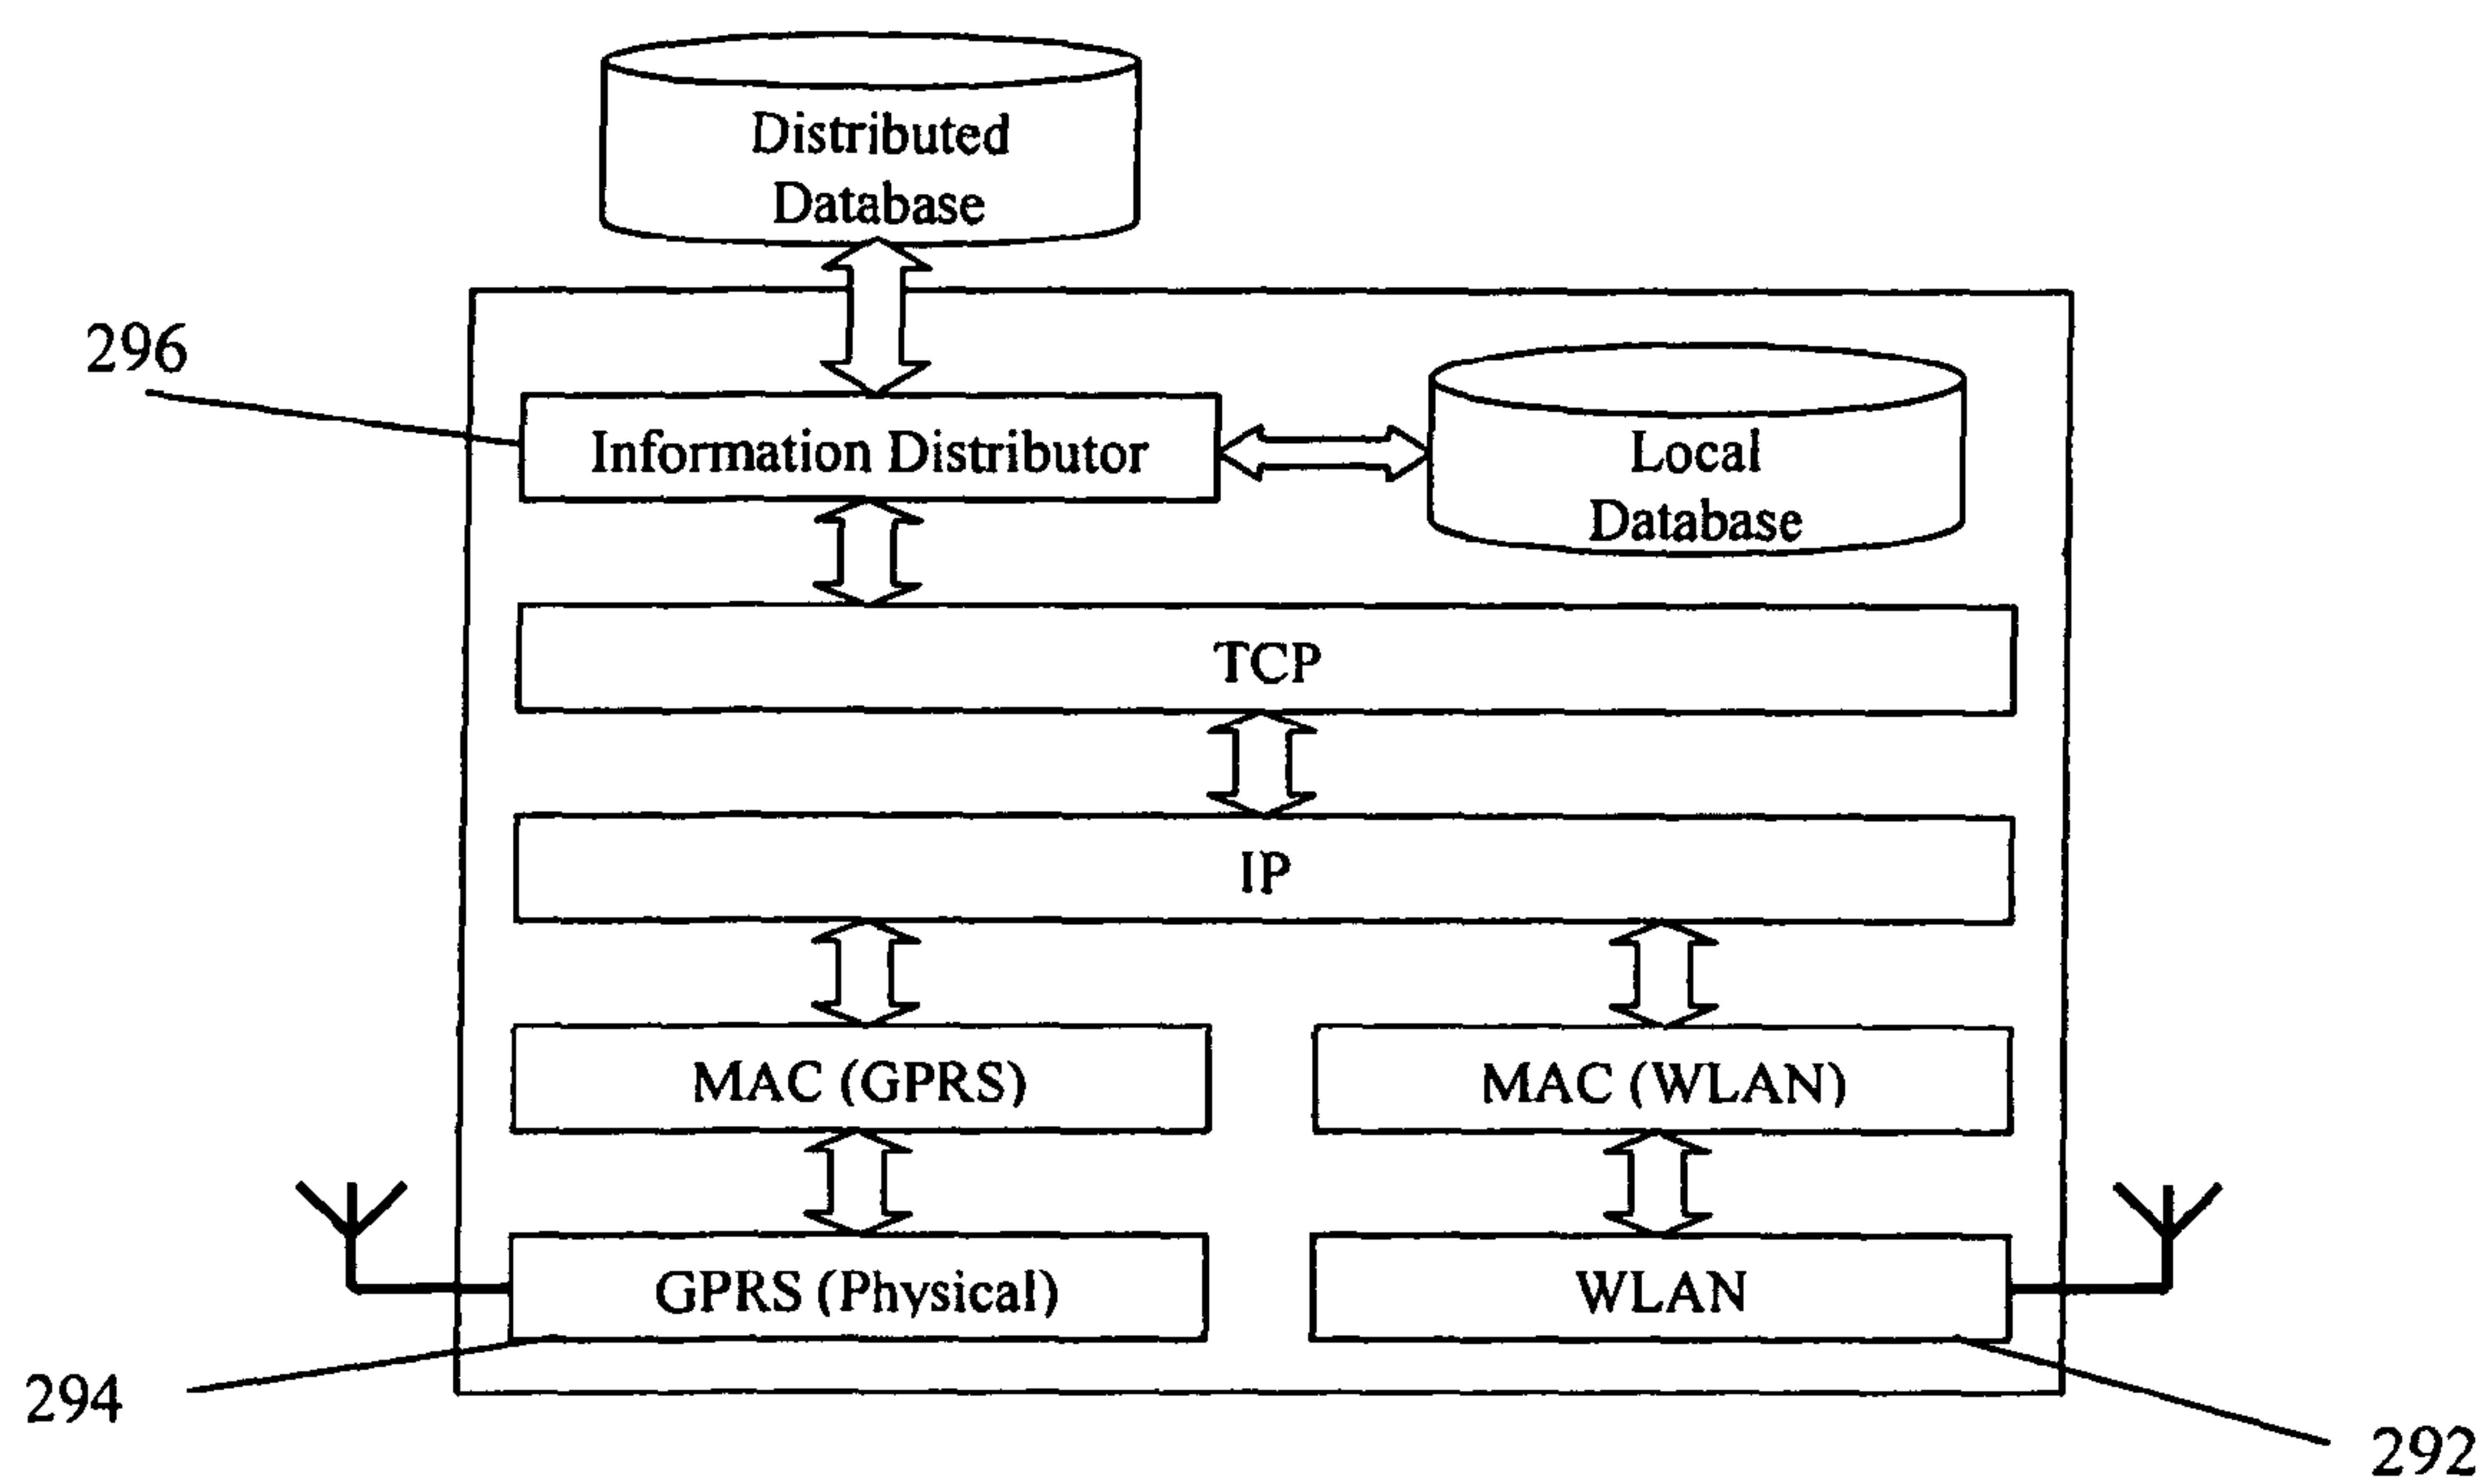 Distributed
Database
296
Information Distributor
Local
Database
TCP
IP
MAC (GPRS)
MAC (WLAN)
GPRS (Physical)
WLAN
294
292